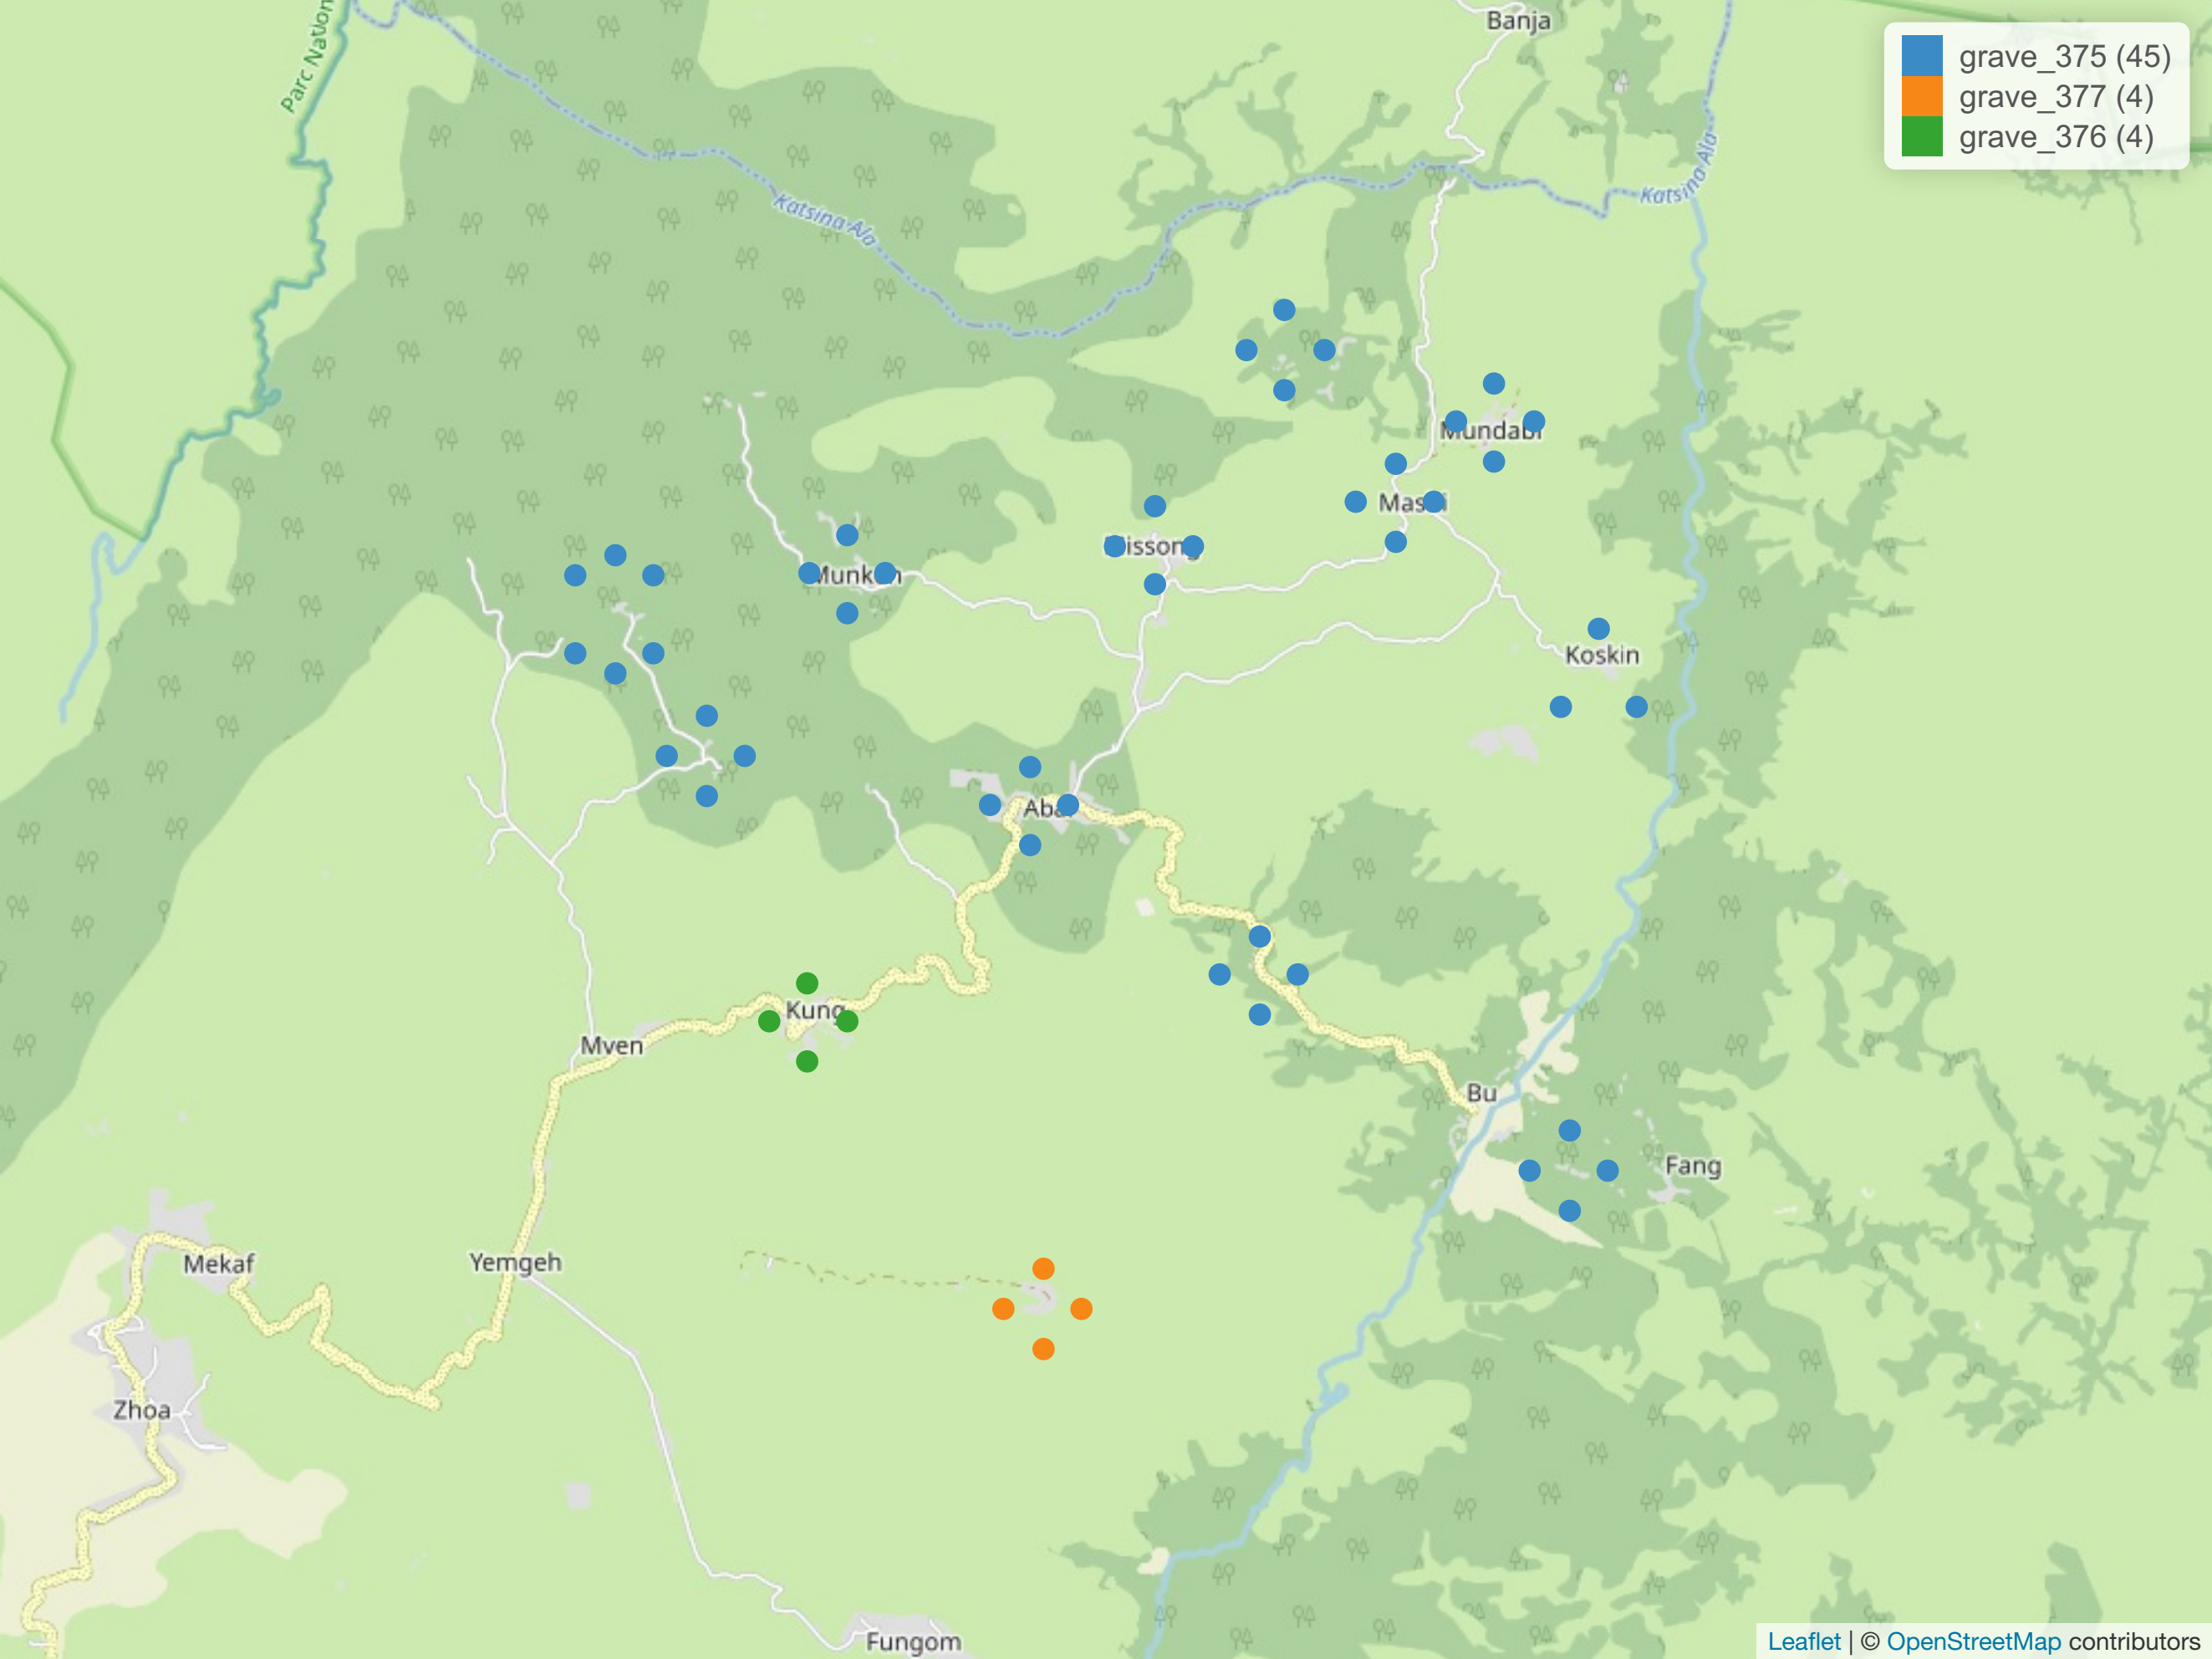 Banja
Parc Nation
grave_375 (45)
grave_377 (4)
grave_376 (4)
Katsina-Ala
Katsina-Ala
Mundabi
Koskin
Kung
Mven
Bu
Fang
Mekaf
Yemgeh
Zhoa
Fungom
Leaflet | © OpenStreetMap contributors